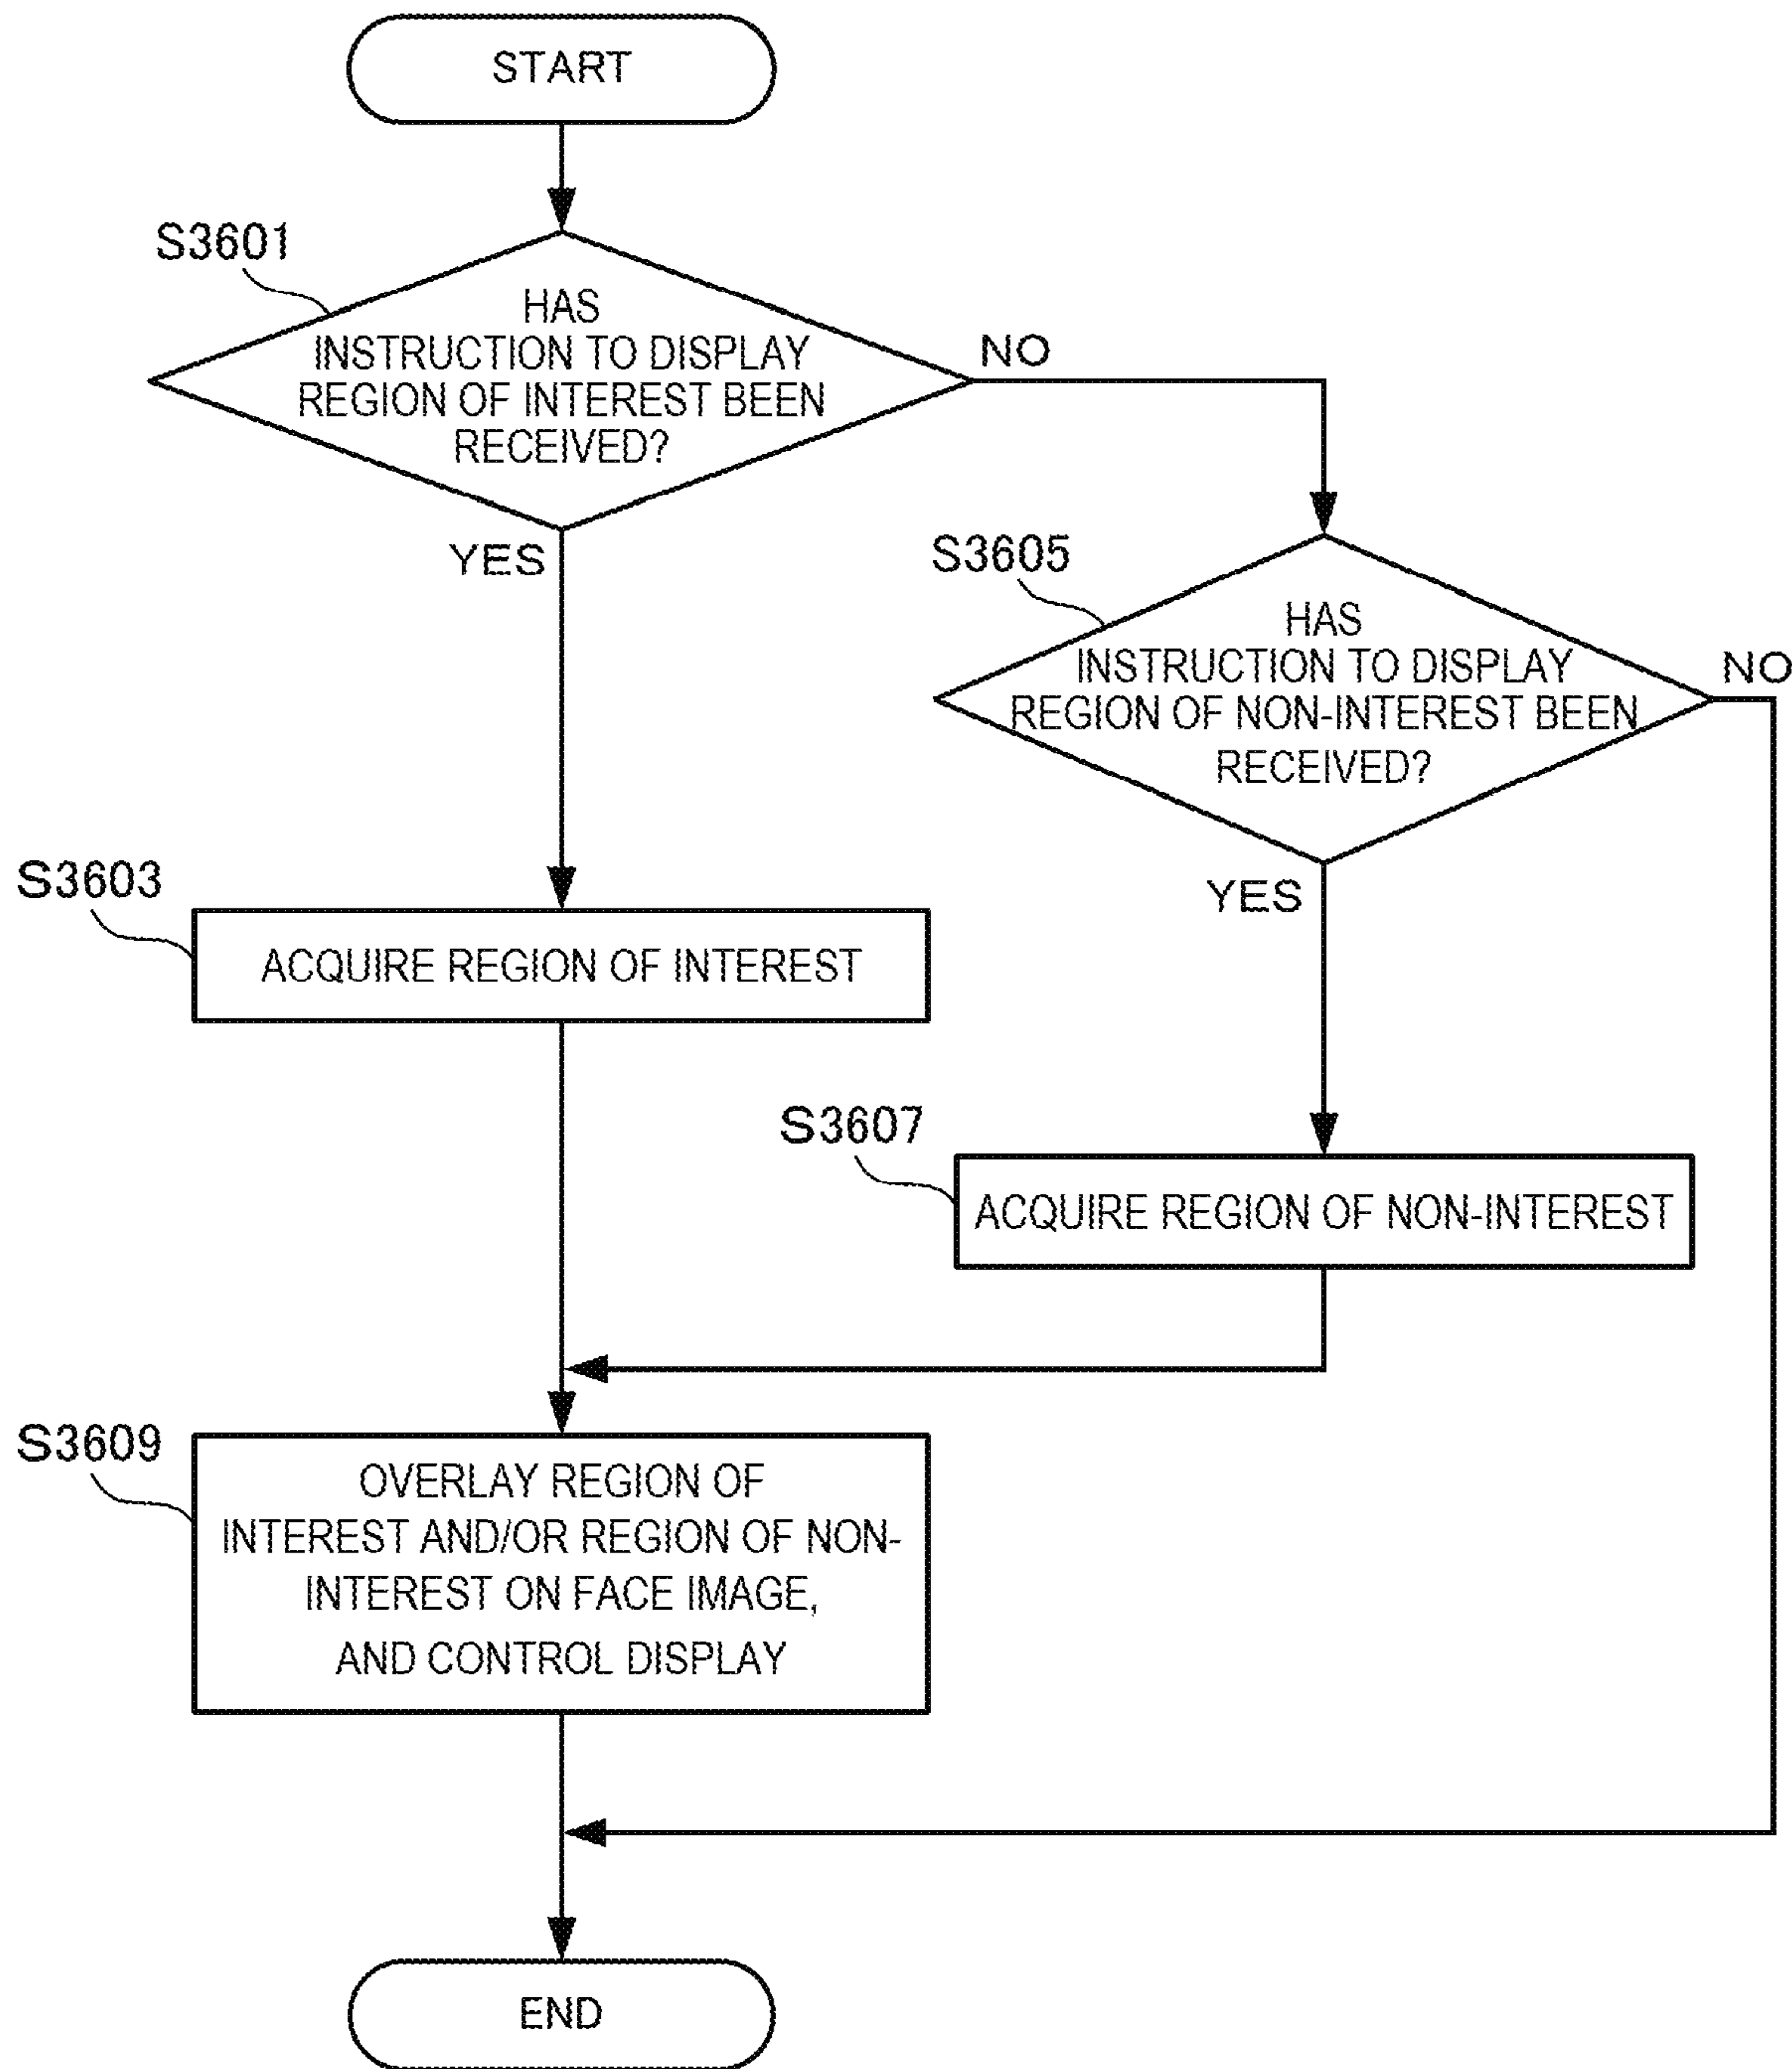 START
S3601
HAS
INSTRUCTION TO DISPLAY
REGION OF INTEREST BEEN
RECEIVED?
NO
YES
S3605
HAS
INSTRUCTION TO DISPLAY
REGION OF NON-INTEREST BEEN
RECEIVED?
NO
YES
S3603
ACQUIRE REGION OF INTEREST
S3607
ACQUIRE REGION OF NON-INTEREST
S3609
OVERLAY REGION OF
INTEREST AND/OR REGION OF NON-
INTEREST ON FACE IMAGE,
AND CONTROL DISPLAY
END